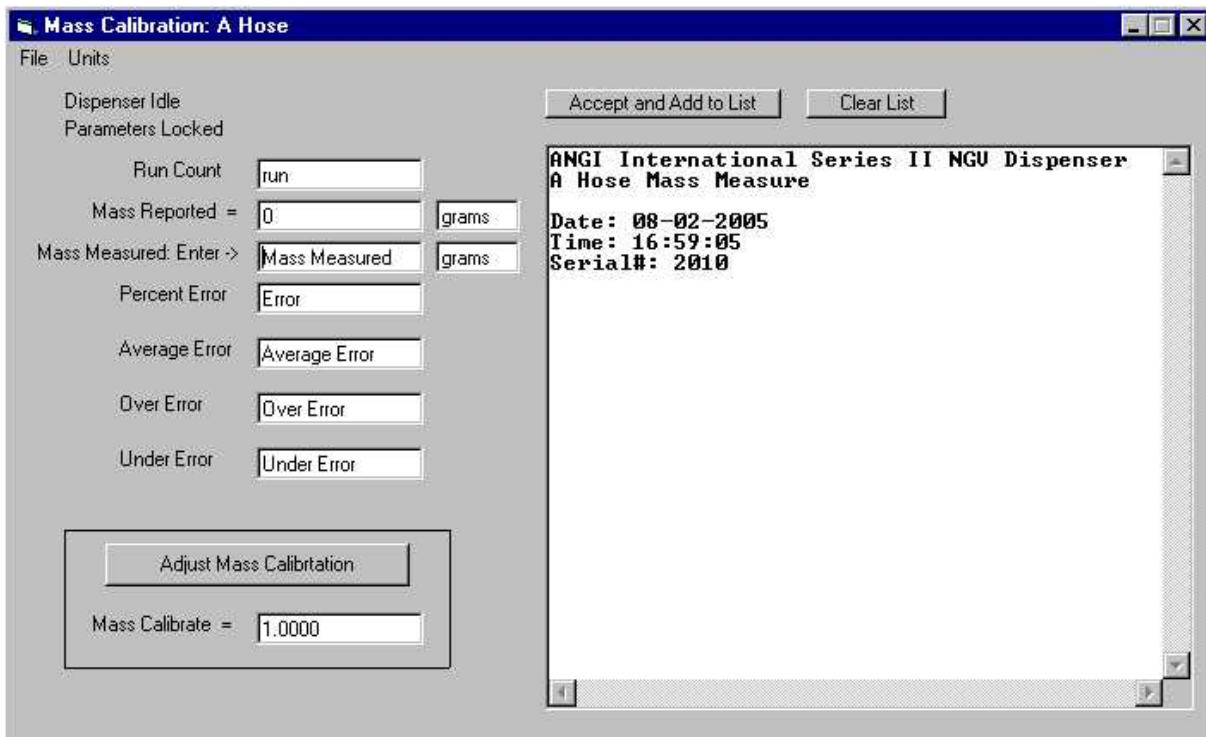 Mass Calibration: A Hose
File Units
Dispenser Idle
Parameters Locked
Run Count run
Mass Reported = 0 grams
Mass Measured: Enter -> Mass Measured grams
Percent Error Error
Average Error Average Error
Over Error Over Error
Under Error Under Error
Adjust Mass Calibrtation
Mass Calibrate = 1.0000
Accept and Add to List Clear List
ANGI International Series II NGV Dispenser
A Hose Mass Measure
Date: 08-02-2005
Time: 16:59:05
Serial#: 2010